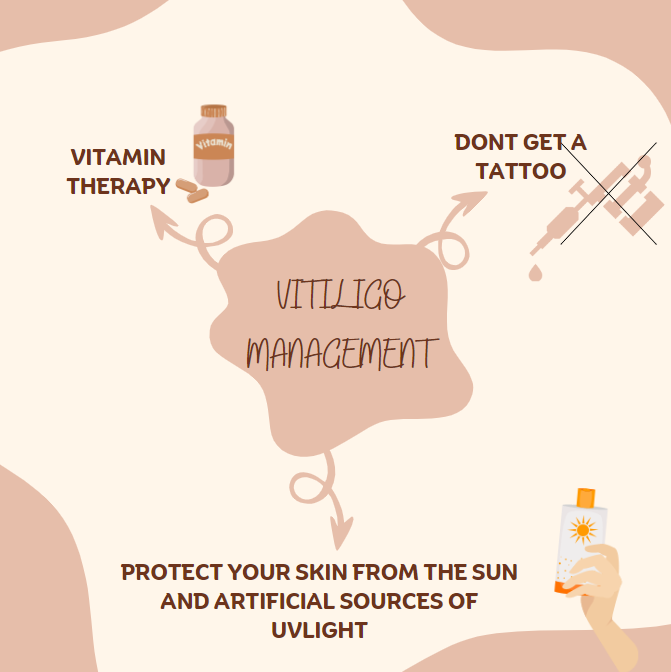 VITAMIN
THERAPY
Vitamin
DONT GET A
TATTOO
VITILIGO
MANAGEMENT
PROTECT YOUR SKIN FROM THE SUN
AND ARTIFICIAL SOURCES OF
UVLIGHT